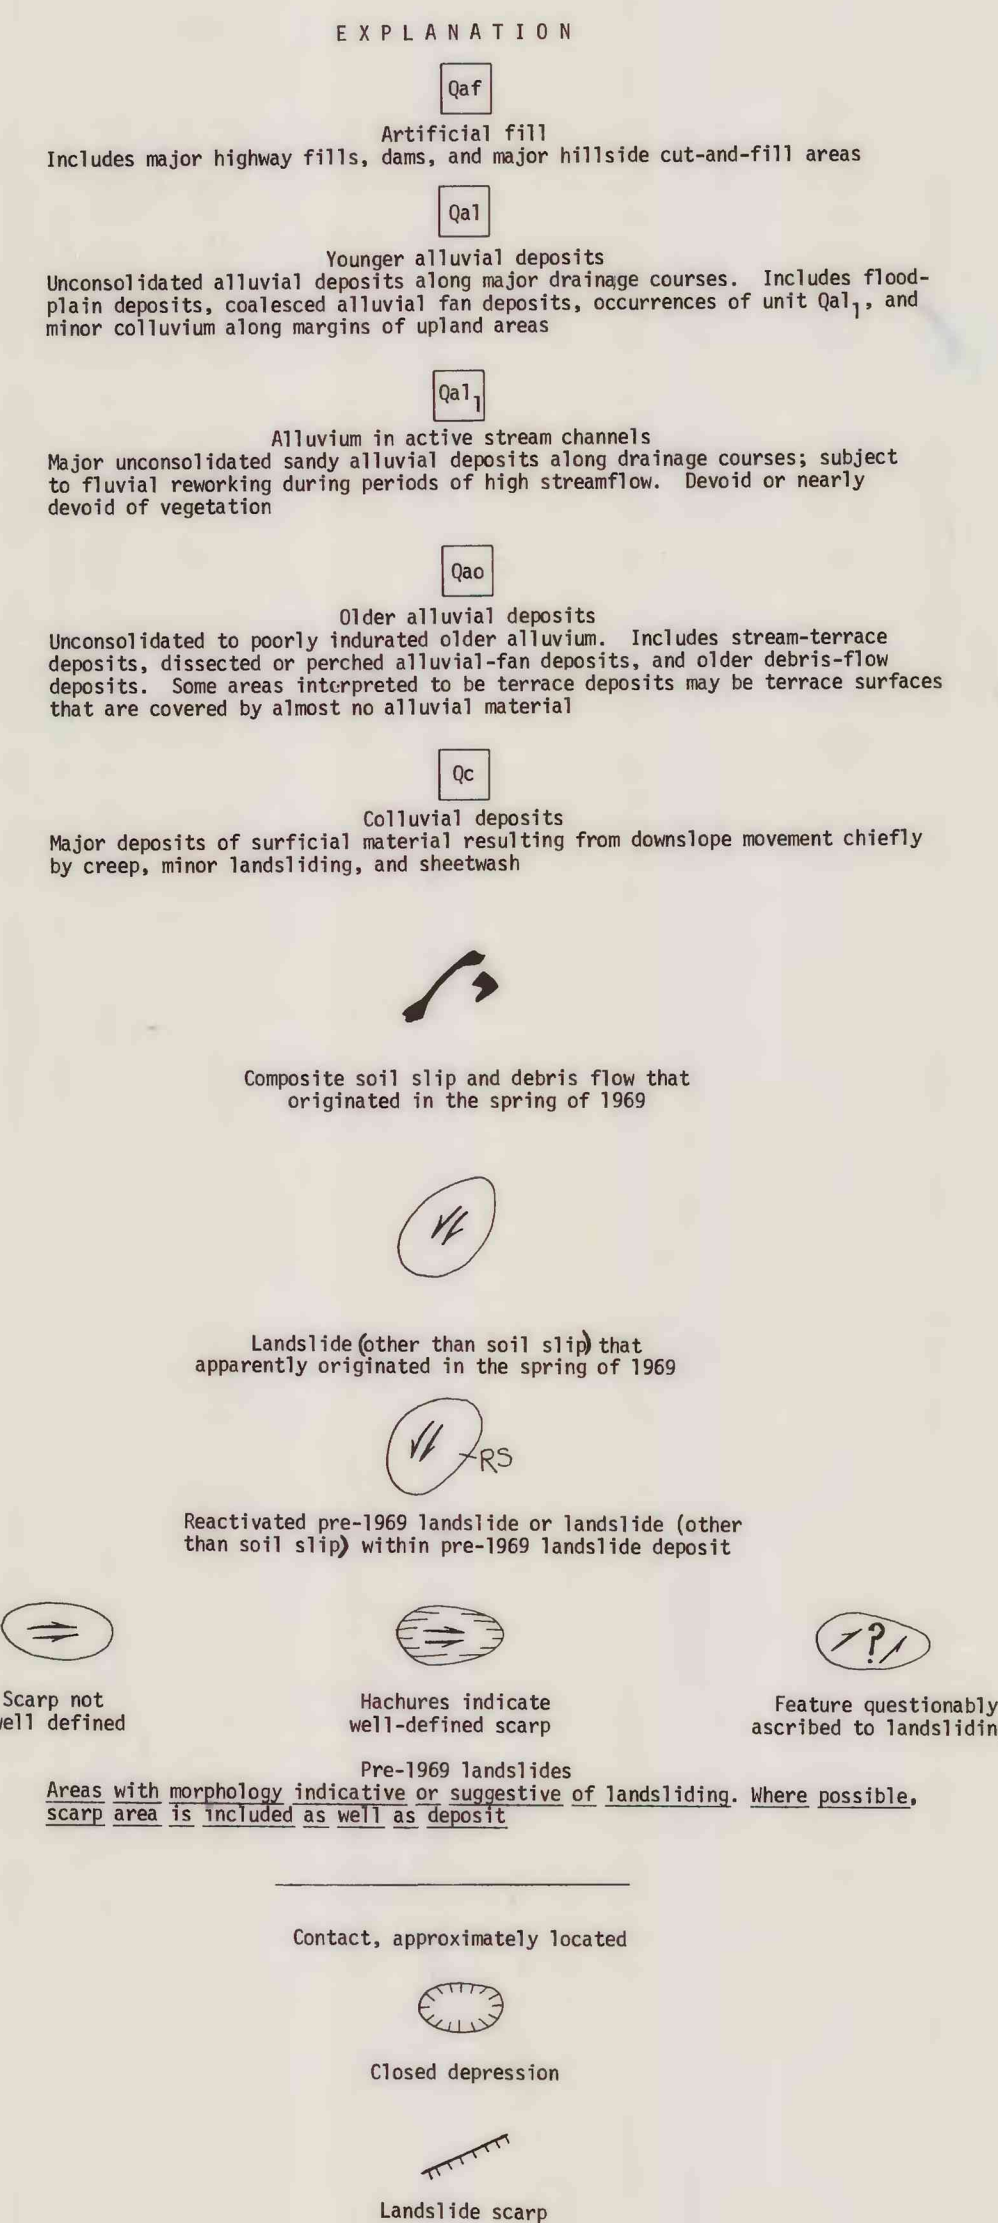 EXPLANATION
Qaf
Artificial fill
Includes major highway fills, dams, and major hillside cut-and-fill areas
Qal
Younger alluvial deposits
Unconsolidated alluvial deposits along major drainage courses. Includes flood-
plain deposits, coalesced alluvial fan deposits, occurrences of unit Qal1, and
minor colluvium along margins of upland areas
Qal1
Alluvium in active stream channels
Major unconsolidated sandy alluvial deposits along drainage courses; subject
to fluvial reworking during periods of high streamflow. Devoid or nearly
devoid of vegetation
Qao
Older alluvial deposits
Unconsolidated to poorly indurated older alluvium. Includes stream-terrace
deposits, dissected or perched alluvial-fan deposits, and older debris-flow
deposits. Some areas interpreted to be terrace deposits may be terrace surfaces
that are covered by almost no alluvial material
Qc
Colluvial deposits
Major deposits of surficial material resulting from downslope movement chiefly
by creep, minor landsliding, and sheetwash
Composite soil slip and debris flow that
originated in the spring of 1969
Landslide (other than soil slip) that
apparently originated in the spring of 1969
RS
Reactivated pre-1969 landslide or landslide (other
than soil slip) within pre-1969 landslide deposit
?
Scarp not
ell defined
Hachures indicate
well-defined scarp
Feature questionably
ascribed to landslidin
Pre-1969 landslides
Areas with morphology indicative or suggestive of landsliding. Where possible,
scarp area is included as well as deposit
Contact, approximately located
Closed depression
Landslide scarp